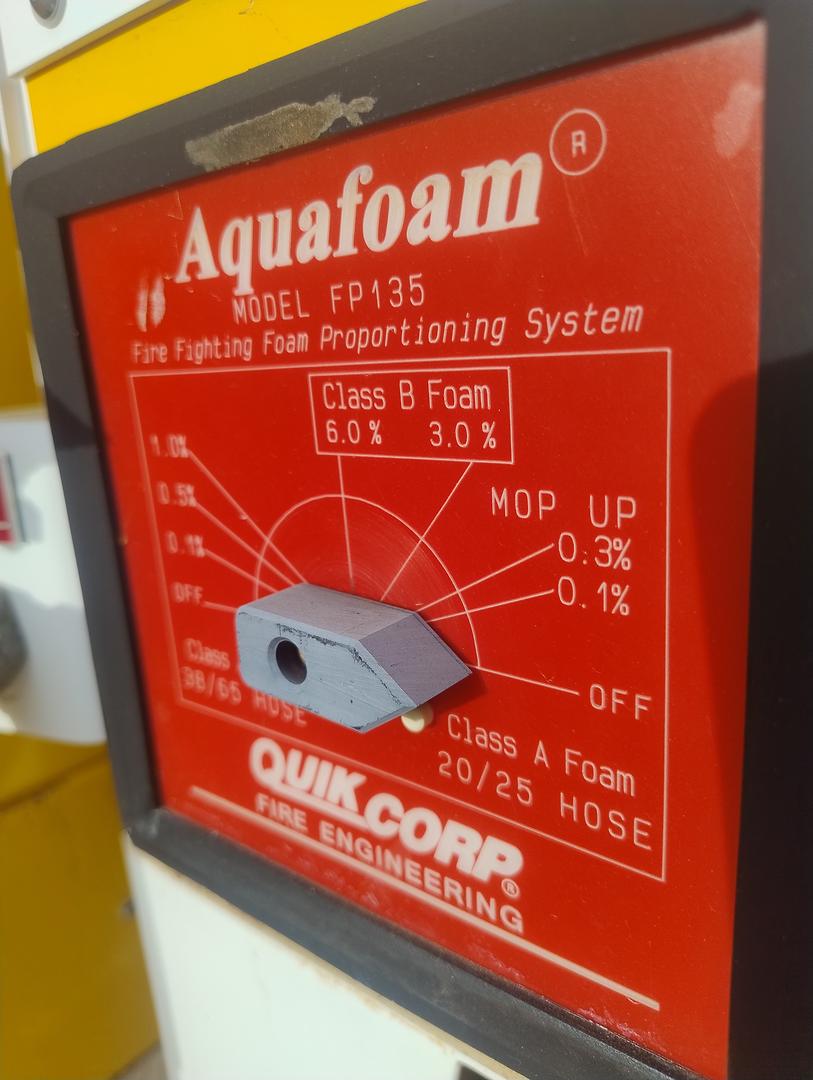 Aquafoam ®
MODEL FP135
Fire Fighting Foam Proportioning System
Class B Foam
6.0 % 3.0 %
1.0%
0.5%
0.1%
OFF
MOP UP
0.3%
0.1%
OFF
Class
38/65 HOSE
Class A Foam
20/25 HOSE
QUIKCORP®
FIRE ENGINEERING